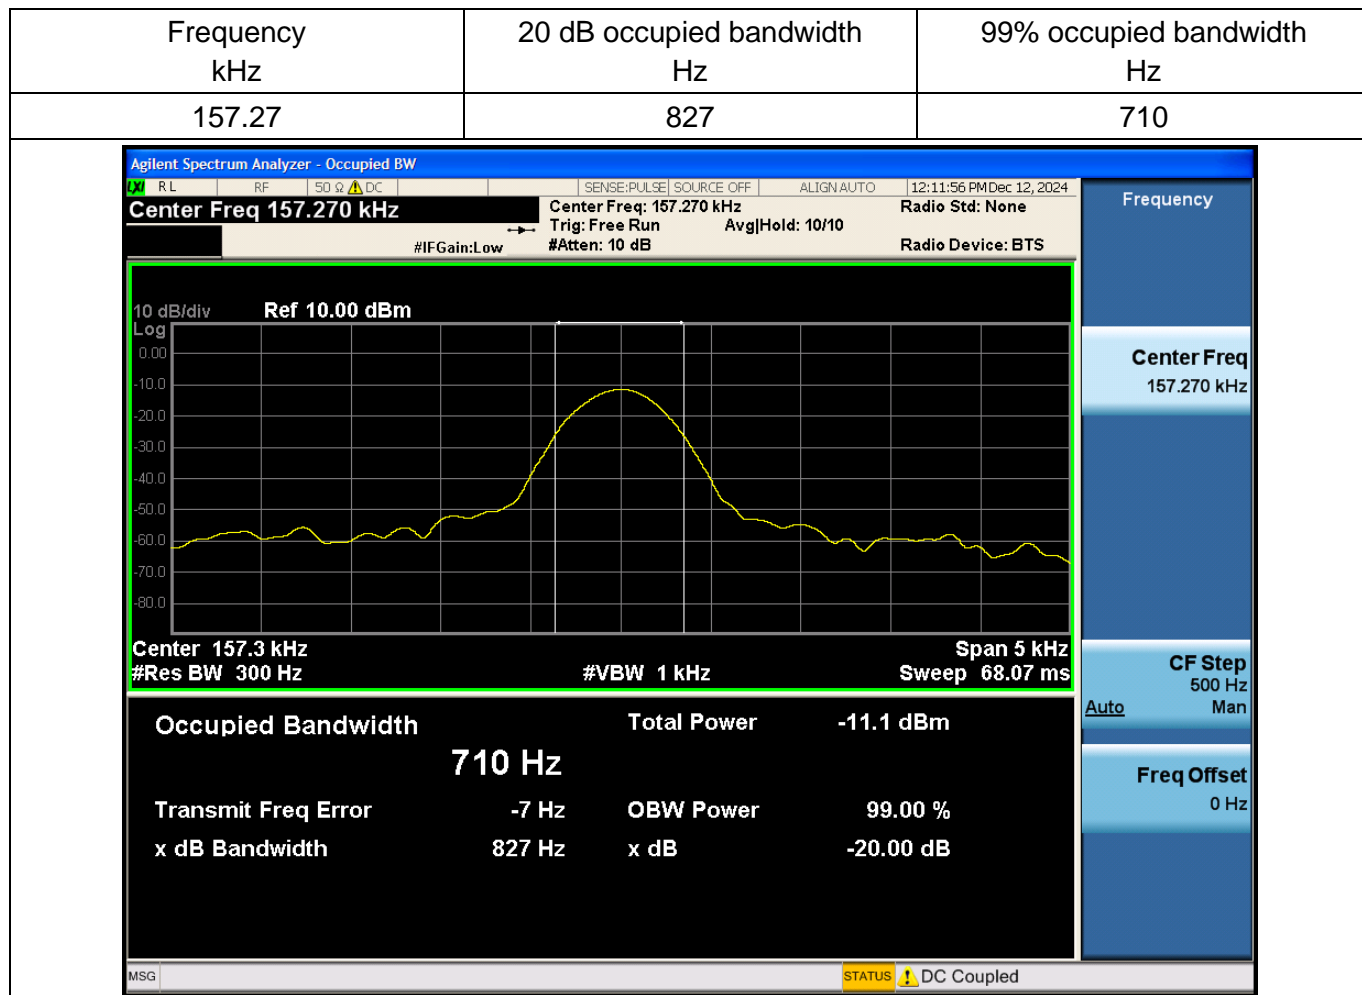 Frequency 20 dB occupied bandwidth 99% occupied bandwidth
kHz Hz Hz
157.27 827 710
Agilent Spectrum Analyzer - Occupied BW
LXI RL RF 50 Ω DC SENSE:PULSE SOURCE OFF ALIGN AUTO 12:11:56 PM Dec 12, 2024
Center Freq 157.270 kHz Center Freq: 157.270 kHz Radio Std: None Frequency
Trig: Free Run Avg|Hold: 10/10
#IFGain:Low #Atten: 10 dB Radio Device: BTS
10 dB/div Ref 10.00 dBm
Log
0.00
-10.0
-20.0
-30.0
-40.0
-50.0
-60.0
-70.0
-80.0
Center Freq
157.270 kHz
Center 157.3 kHz Span 5 kHz
#Res BW 300 Hz #VBW 1 kHz Sweep 68.07 ms
CF Step
500 Hz
Auto Man
Occupied Bandwidth Total Power -11.1 dBm
710 Hz
Transmit Freq Error -7 Hz OBW Power 99.00 %
x dB Bandwidth 827 Hz x dB -20.00 dB
Freq Offset
0 Hz
MSG STATUS DC Coupled